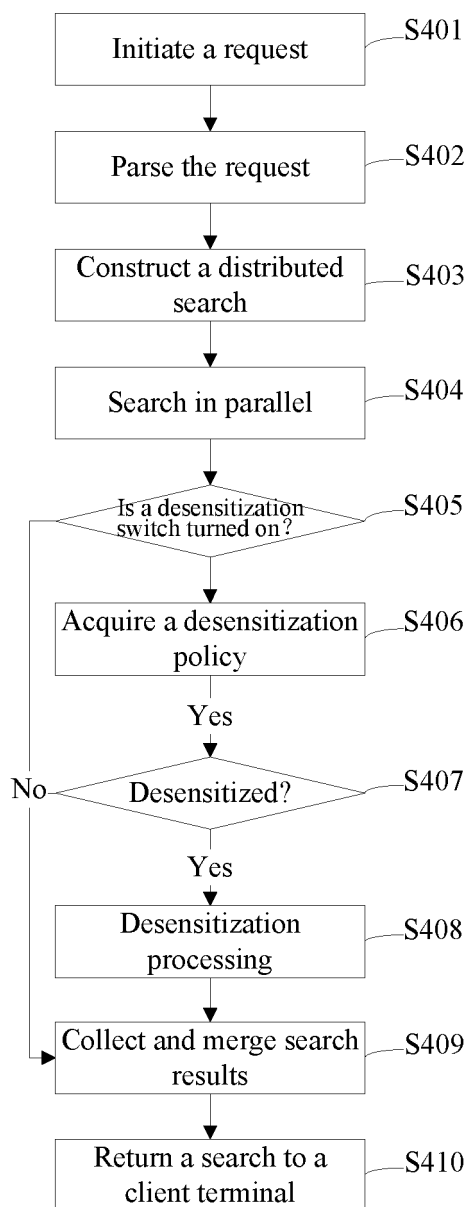 Initiate a request
S401
Parse the request
S402
Construct a distributed
search
S403
Search in parallel
S404
Is a desensitization
switch turned on?
S405
Acquire a desensitization
policy
S406
Yes
Desensitized?
S407
No
Yes
Desensitization
processing
S408
Collect and merge search
results
S409
Return a search to a
client terminal
S410